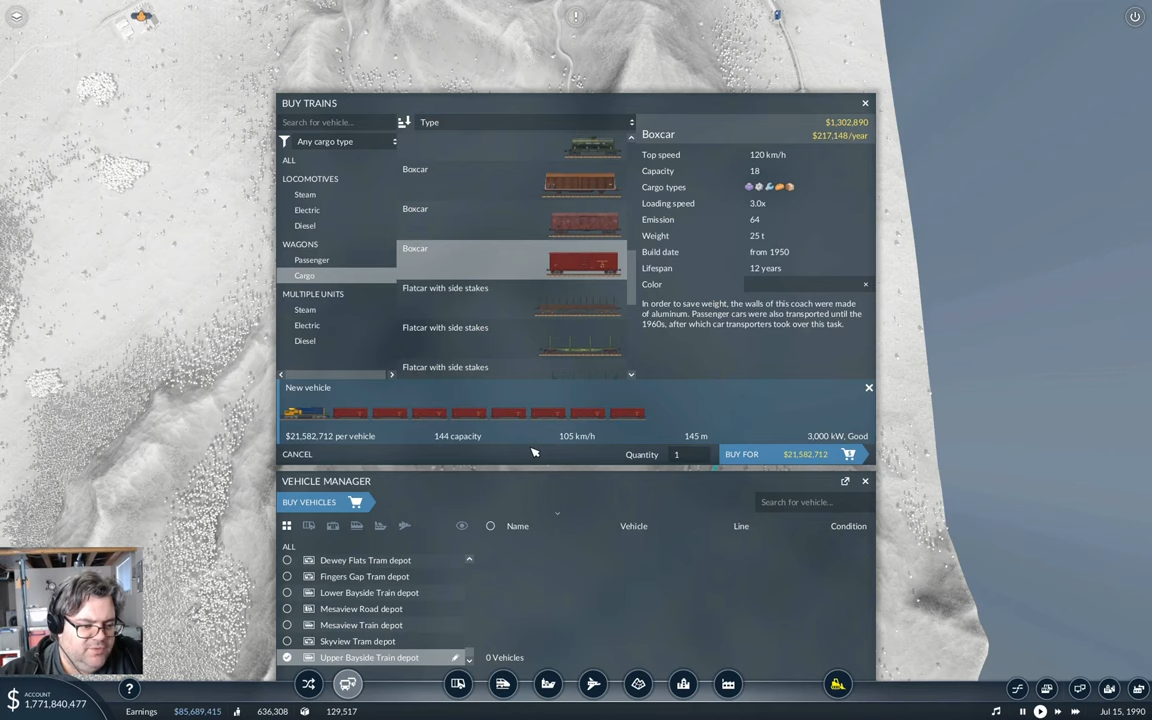 BUY TRAINS
Search for vehicle... Type
Any cargo type
ALL
LOCOMOTIVES
Steam
Electric
Diesel
WAGONS
Passenger
Cargo
MULTIPLE UNITS
Steam
Electric
Diesel
Boxcar
Boxcar
Boxcar
Flatcar with side stakes
Flatcar with side stakes
Flatcar with side stakes
Boxcar
$1,302,890
$217,148/year
Top speed 120 km/h
Capacity 18
Cargo types
Loading speed 3.0x
Emission 64
Weight 25 t
Build date from 1950
Lifespan 12 years
Color
In order to save weight, the walls of this coach were made
of aluminum. Passenger cars were also transported until the
1960s, after which car transporters took over this task.
New vehicle
$21,582,712 per vehicle 144 capacity 105 km/h 145 m 3,000 kW, Good
CANCEL Quantity 1 BUY FOR $21,582,712
VEHICLE MANAGER
BUY VEHICLES Search for vehicle...
Name Vehicle Line Condition
ALL
Dewey Flats Tram depot
Fingers Gap Tram depot
Lower Bayside Train depot
Mesaview Road depot
Mesaview Train depot
Skyview Tram depot
Upper Bayside Train depot 0 Vehicles
$ ACCOUNT
1,771,840,477
?
Earnings $85,689,415 636,308 129,517 Jul 15, 1990